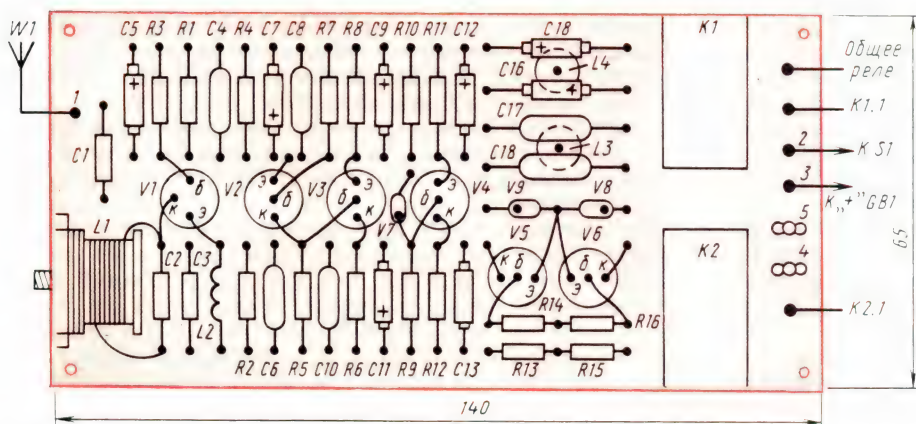 W1
C5 R3 R1 C4 R4 C7 C8 R7 R8 C9 R10 R11 C12
C18
K1
1
+
+
+
+
+
+
C16
L4
Общее
реле
C17
K1.1
C1
C18
L3
2
К S1
V1
б
V2
э
V3
э
э
V4
V9
V8
3
К „+" GB1
к
э
б
к
б
к
V7
б
к
L1
V5
V6
5
C2
C3
K2
к
б
э
б
к
э
4
65
L2
+
R14
R16
K2.1
R2 C6 R5 C10 R6 C11 R9 R12 C13
R13
R15
140